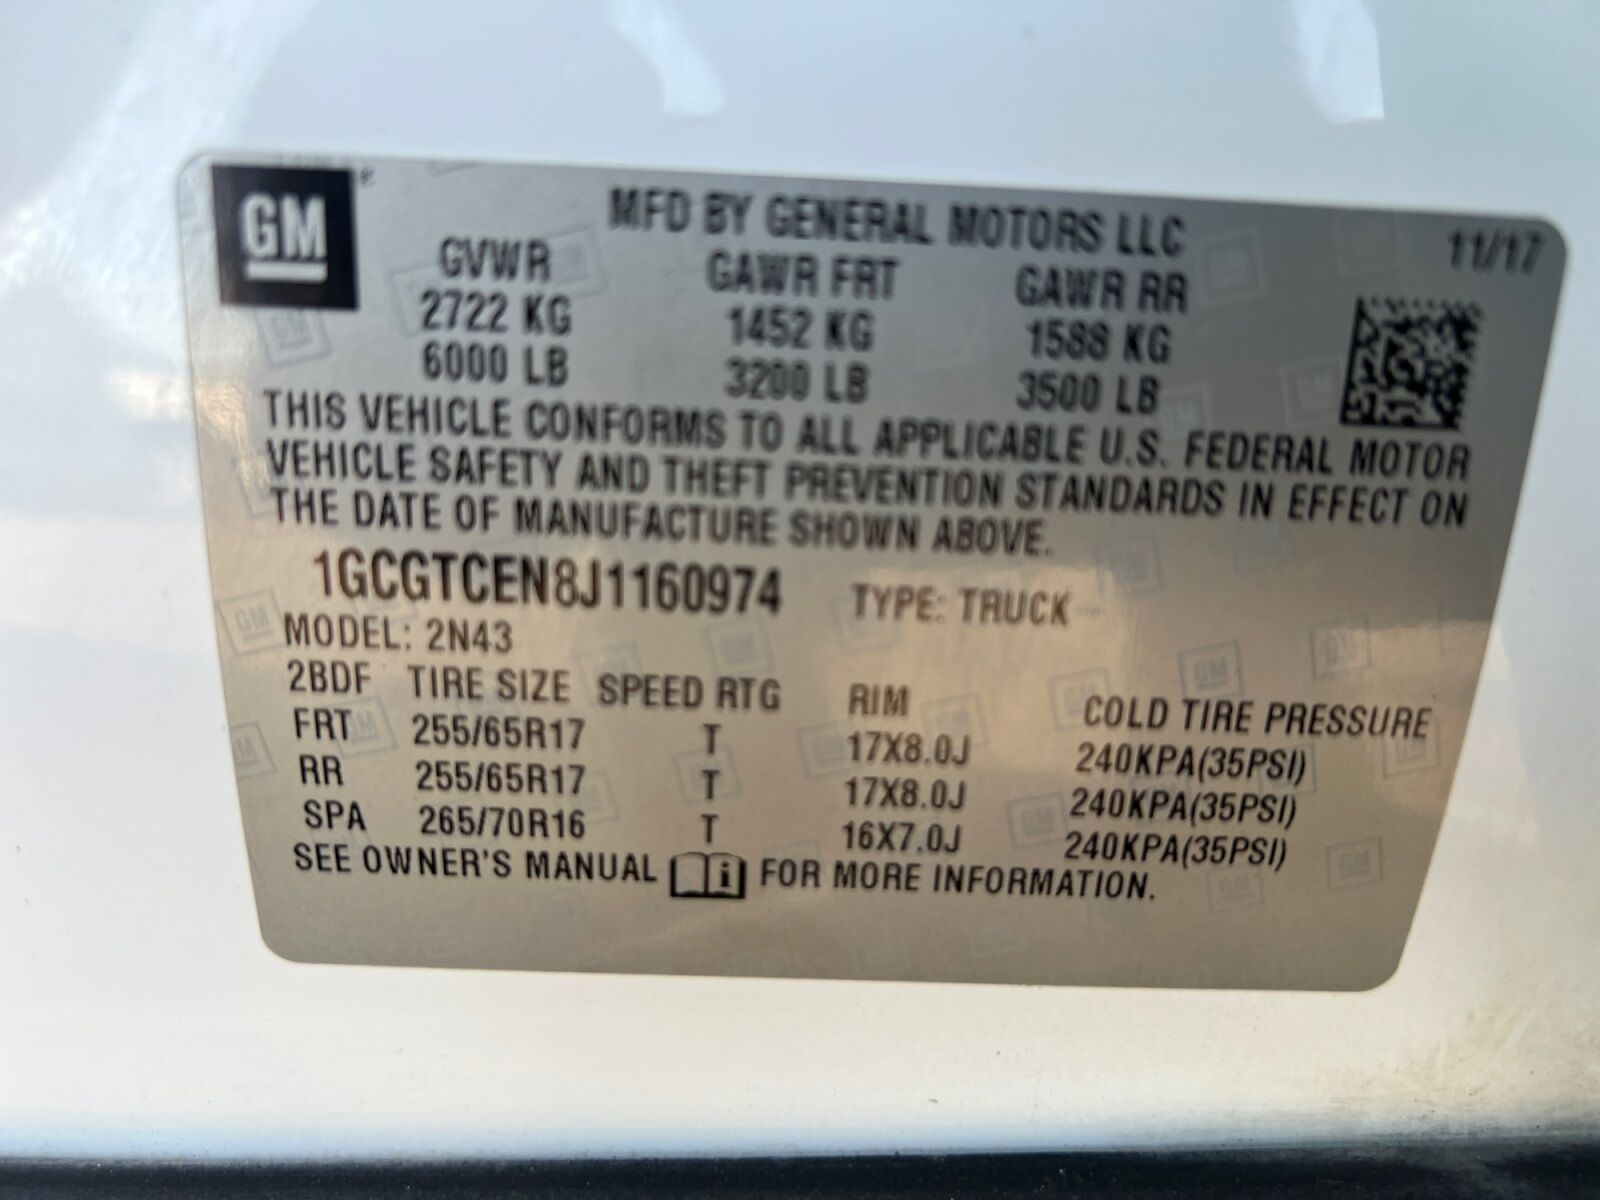 GM
MFD BY GENERAL MOTORS LLC 11/17
GVWR GAWR FRT GAWR RR
2722 KG 1452 KG 1588 KG
6000 LB 3200 LB 3500 LB
THIS VEHICLE CONFORMS TO ALL APPLICABLE U.S. FEDERAL MOTOR
VEHICLE SAFETY AND THEFT PREVENTION STANDARDS IN EFFECT ON
THE DATE OF MANUFACTURE SHOWN ABOVE.
1GCGTCEN8J1160974 TYPE: TRUCK
MODEL: 2N43
2BDF TIRE SIZE SPEED RTG RIM COLD TIRE PRESSURE
FRT 255/65R17 T 17X8.0J 240KPA(35PSI)
RR 255/65R17 T 17X8.0J 240KPA(35PSI)
SPA 265/70R16 T 16X7.0J 240KPA(35PSI)
SEE OWNER'S MANUAL i FOR MORE INFORMATION.